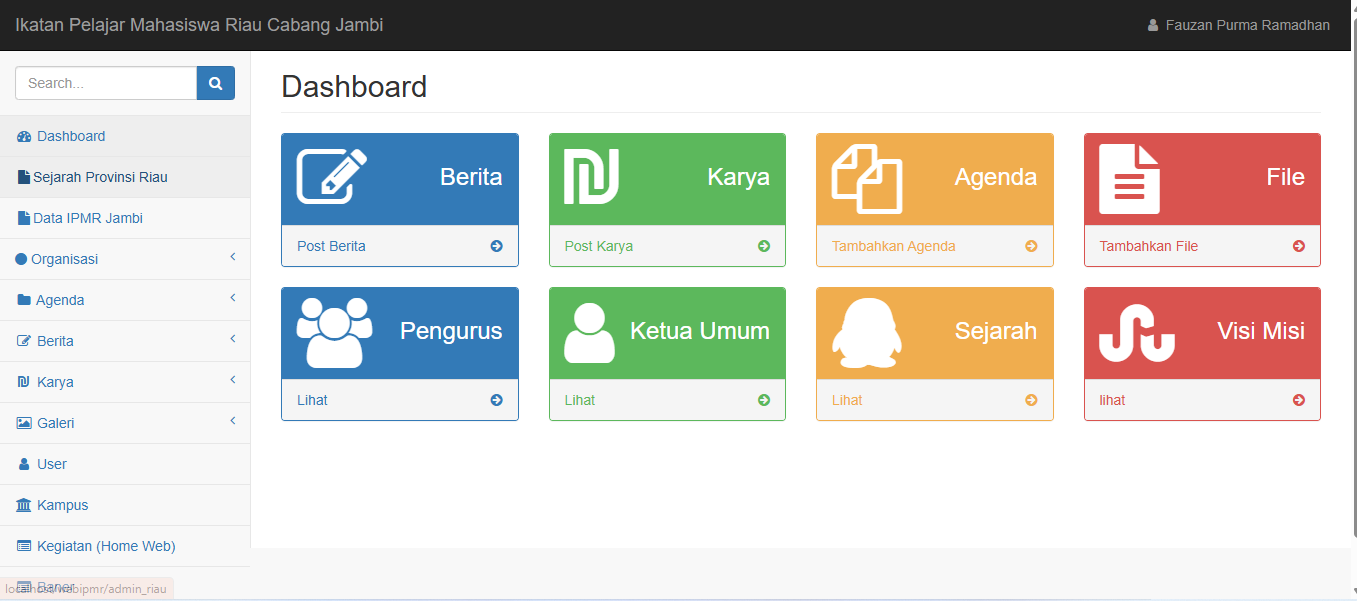 Ikatan Pelajar Mahasiswa Riau Cabang Jambi
Fauzan Purma Ramadhan
Search...
Dashboard
Sejarah Provinsi Riau
Data IPMR Jambi
Organisasi
Agenda
Berita
Karya
Galeri
User
Kampus
Kegiatan (Home Web)
Baner
localhost/webipmr/admin_riau
Dashboard
Berita
Post Berita
Karya
Post Karya
Agenda
Tambahkan Agenda
File
Tambahkan File
Pengurus
Lihat
Ketua Umum
Lihat
Sejarah
Lihat
Visi Misi
lihat